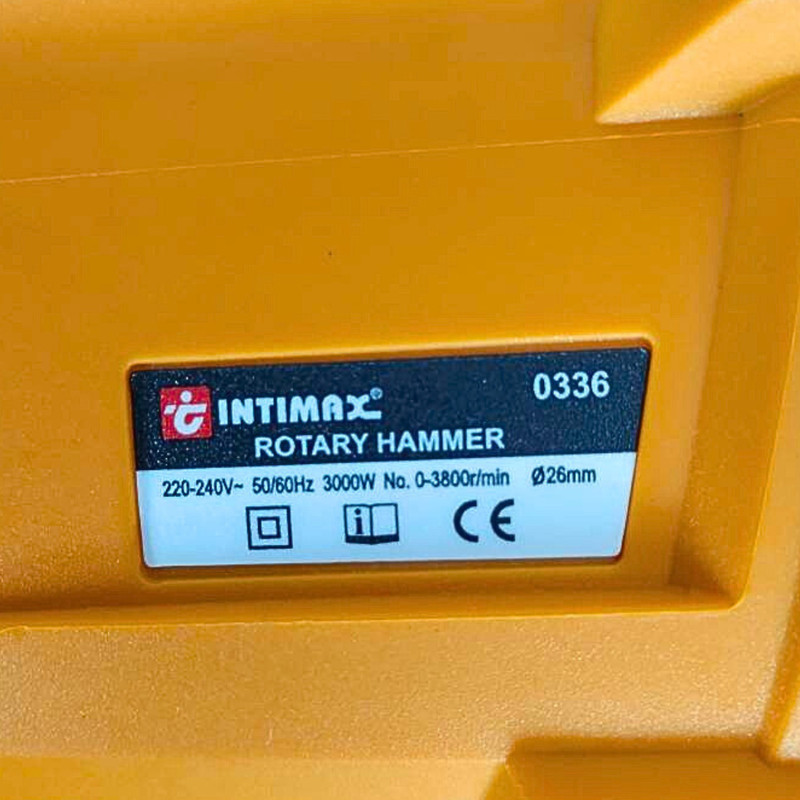 INTIMAX® 0336
ROTARY HAMMER
220-240V~ 50/60Hz 3000W No. 0-3800r/min Ø26mm
i CE